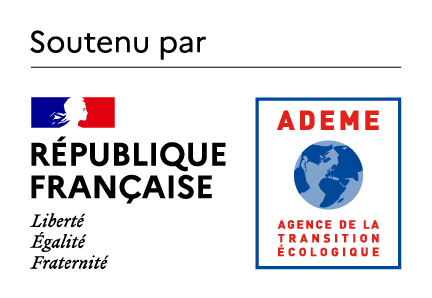 Soutenu par
RÉPUBLIQUE
FRANÇAISE
Liberté
Égalité
Fraternité
ADEME
AGENCE DE LA
TRANSITION
ÉCOLOGIQUE